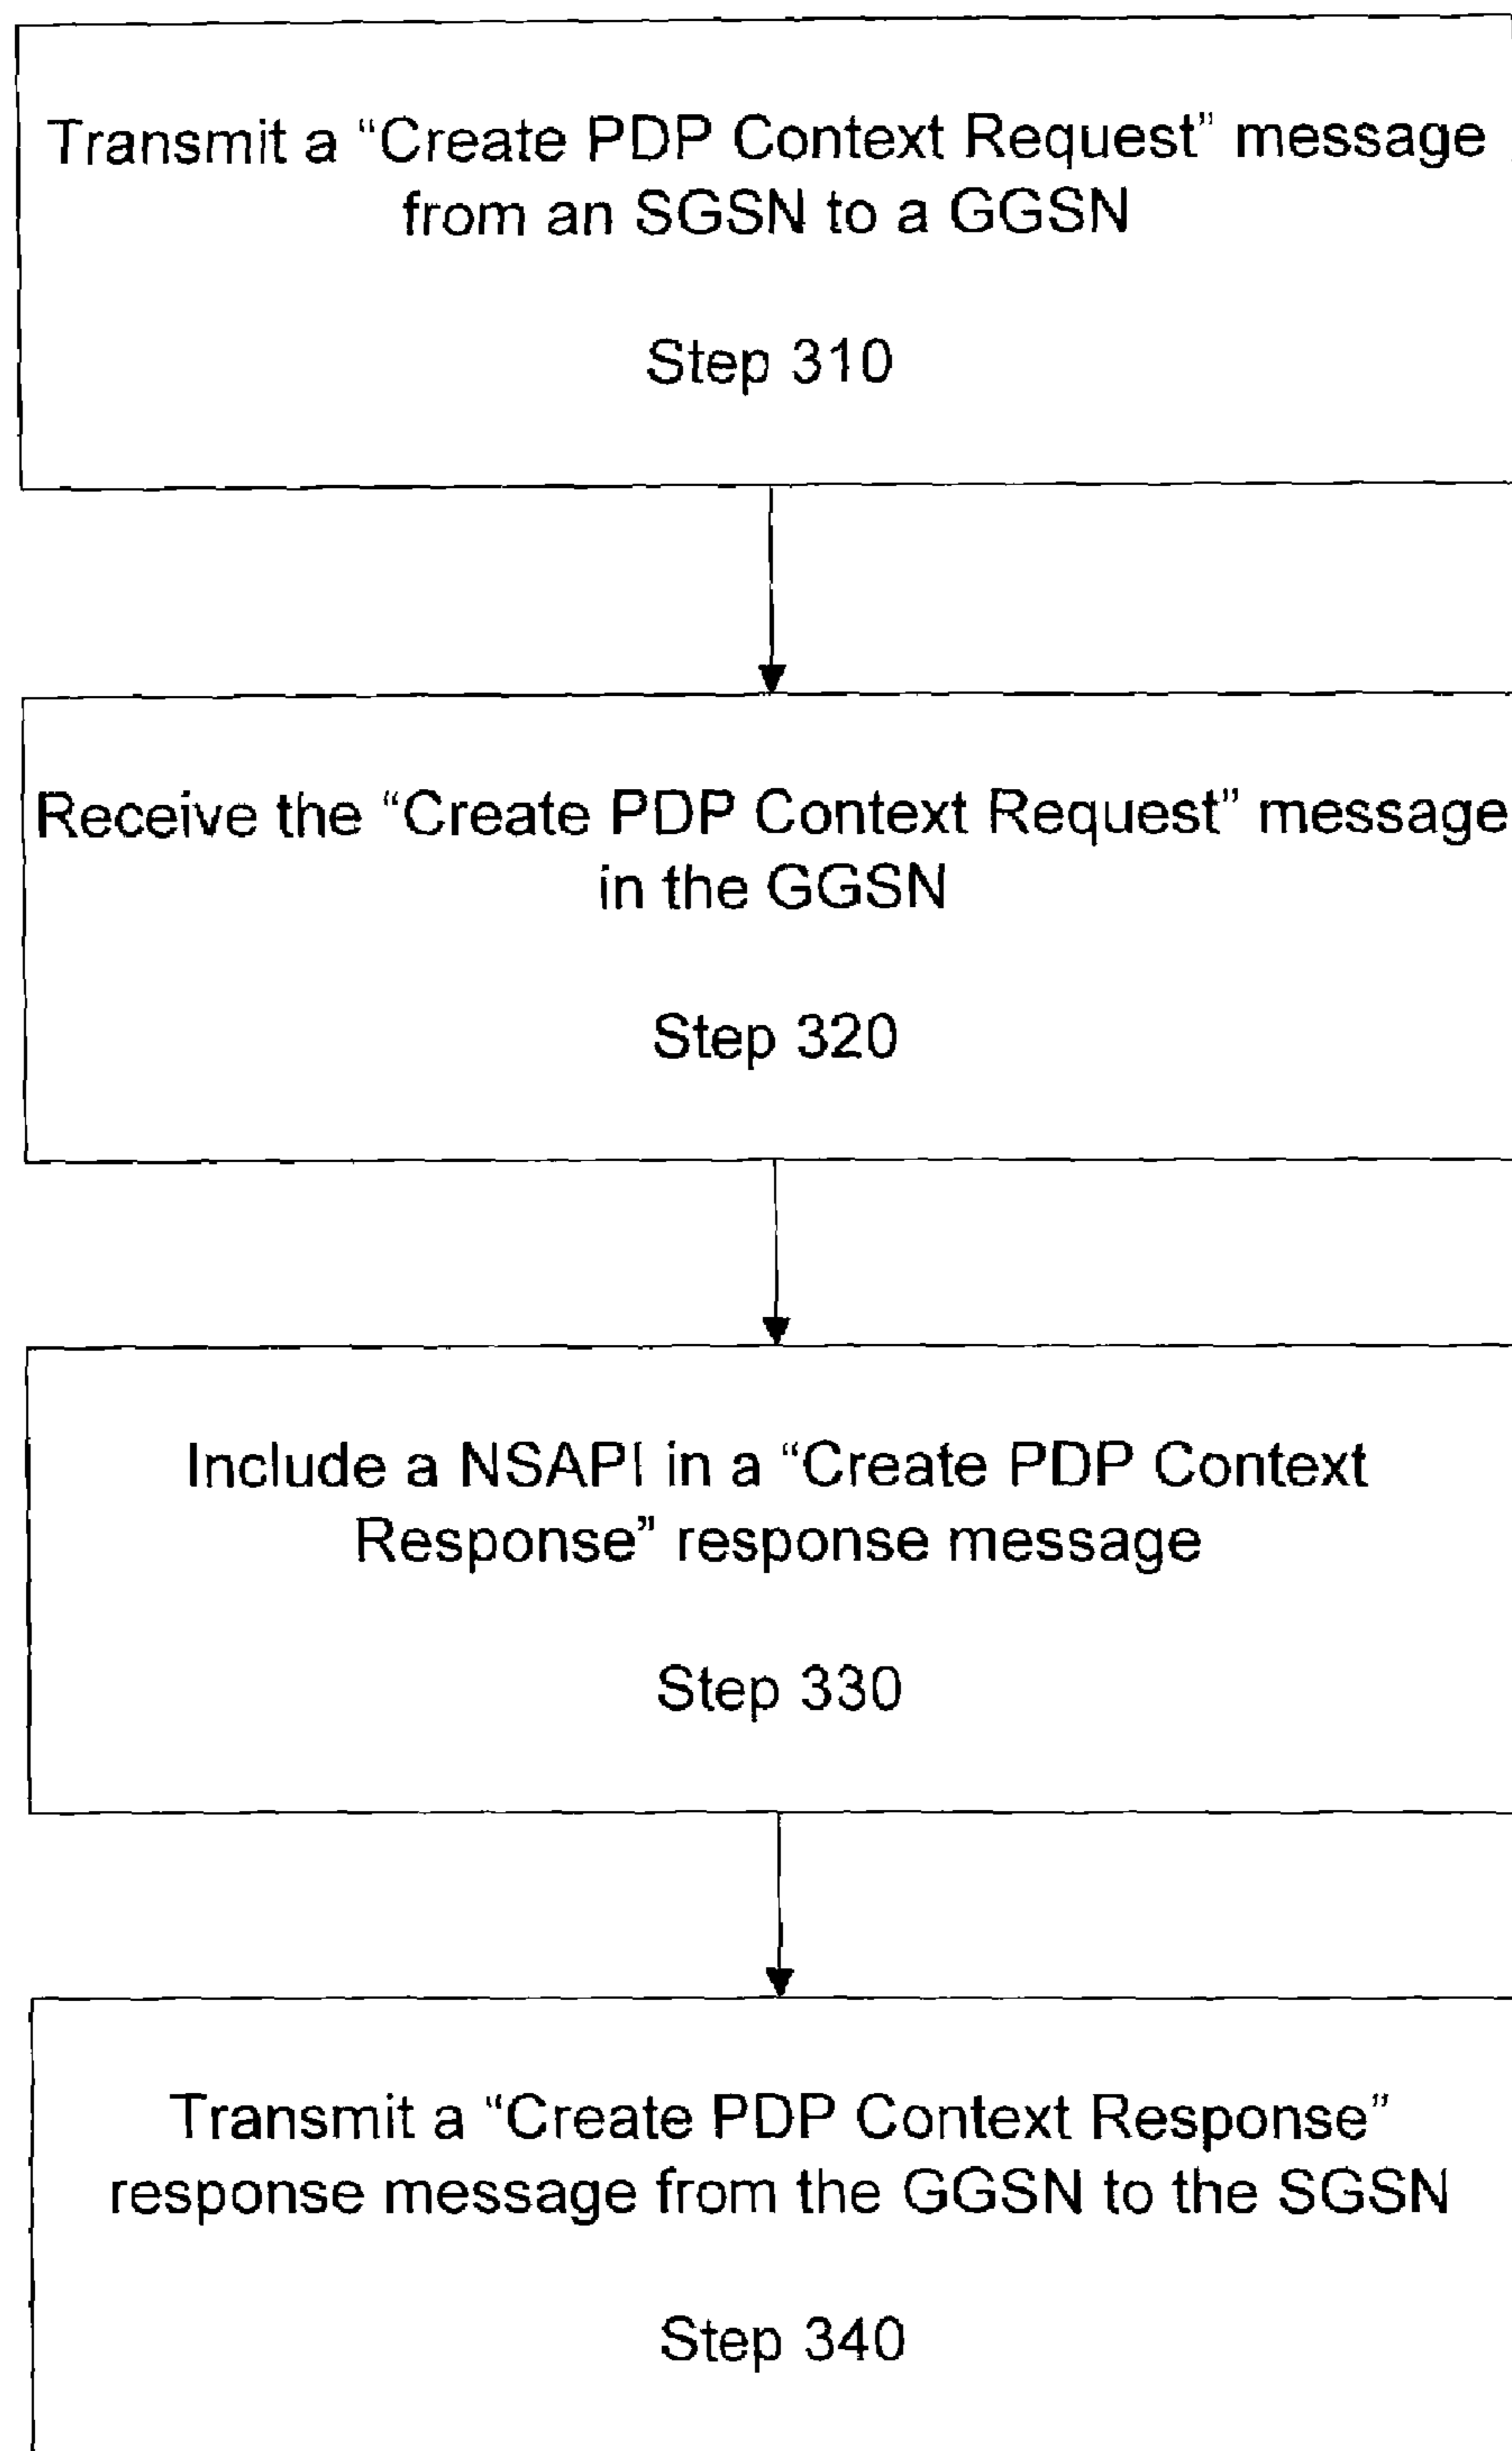 Transmit a “Create PDP Context Request” message
from an SGSN to a GGSN
Step 310
Receive the “Create PDP Context Request” message
in the GGSN
Step 320
Include a NSAPI in a “Create PDP Context
Response” response message
Step 330
Transmit a “Create PDP Context Response”
response message from the GGSN to the SGSN
Step 340